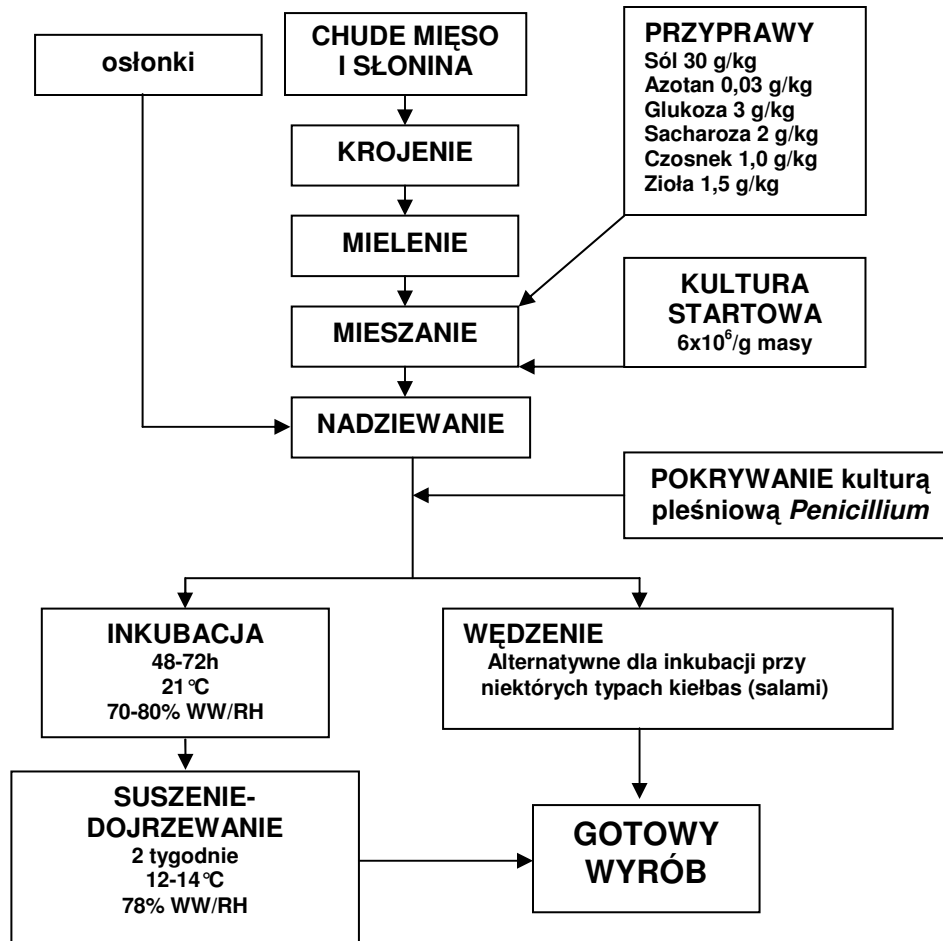 osłonki
CHUDE MIĘSO
I SŁONINA
PRZYPRAWY
Sól 30 g/kg
Azotan 0,03 g/kg
Glukoza 3 g/kg
Sacharoza 2 g/kg
Czosnek 1,0 g/kg
Zioła 1,5 g/kg
KROJENIE
MIELENIE
MIESZANIE
KULTURA
STARTOWA
6x10⁶/g masy
NADZIEWANIE
POKRYWANIE kulturą
pleśniową Penicillium
INKUBACJA
48-72h
21°C
70-80% WW/RH
WĘDZENIE
Alternatywne dla inkubacji przy
niektórych typach kiełbas (salami)
SUSZENIE-
DOJRZEWANIE
2 tygodnie
12-14°C
78% WW/RH
GOTOWY
WYRÓB